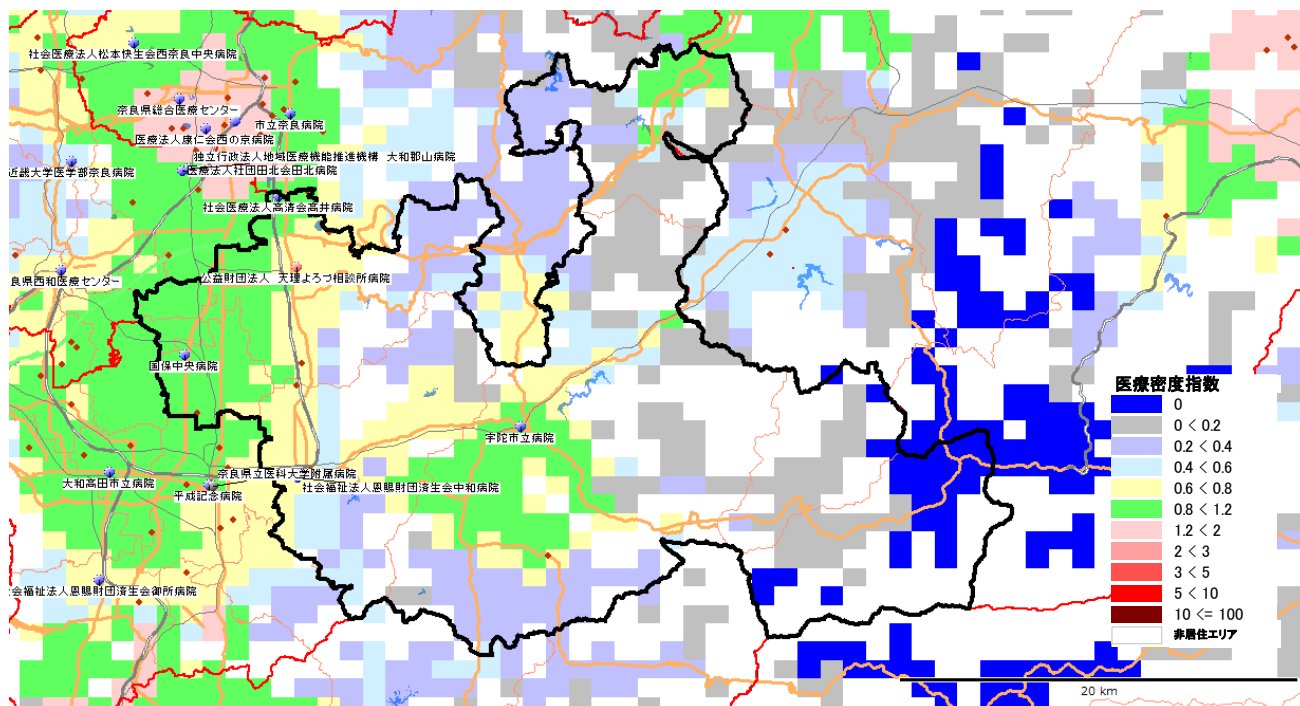 社会医療法人松本快生会西奈良中央病院
奈良県総合医療センター
市立奈良病院
医療法人康仁会西の京病院
独立行政法人地域医療機能推進機構 大和郡山病院
近畿大学医学部奈良病院
医療法人社団田北会田北病院
社会医療法人高清会高井病院
良県西和医療センター
公益財団法人 天理よろづ相談所病院
国保中央病院
宇陀市立病院
奈良県立医科大学附属病院
大和高田市立病院
社会福祉法人恩賜財団済生会中和病院
平成記念病院
会福祉法人恩賜財団済生会御所病院
医療密度指数
0
0 < 0.2
0.2 < 0.4
0.4 < 0.6
0.6 < 0.8
0.8 < 1.2
1.2 < 2
2 < 3
3 < 5
5 < 10
10 <= 100
非居住エリア
20 km